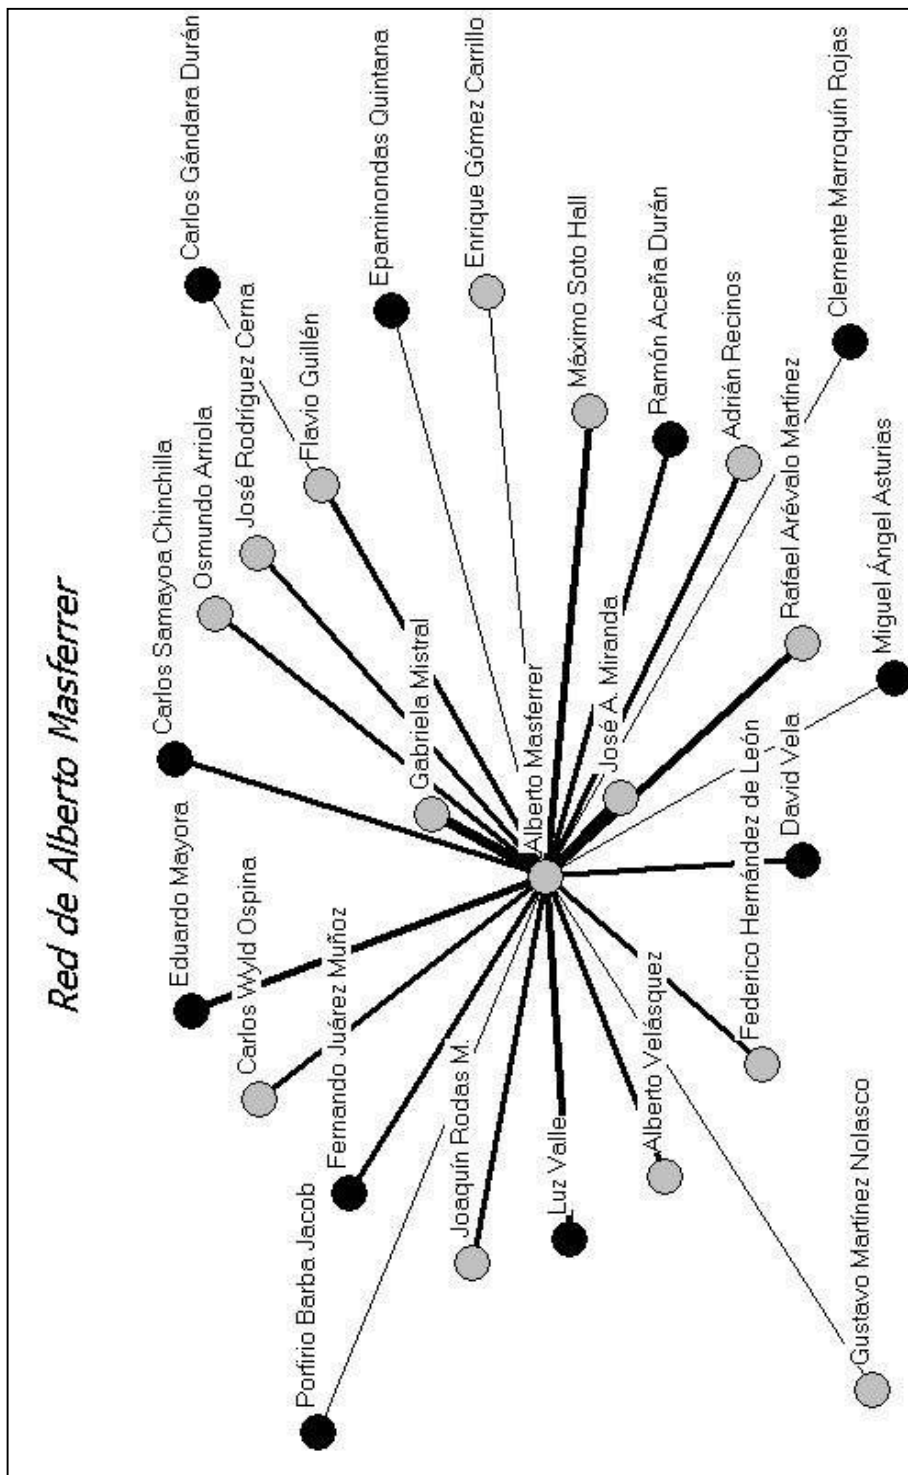 Red de Alberto Masferrer
Porfirio Barba Jacob
Fernando Juárez Muñoz
Carlos Wyld Ospina
Eduardo Mayora
Carlos Samayoa Chinchilla
Osmundo Arriola
José Rodríguez Cerna
Carlos Gándara Durán
Flavio Guillén
Gabriela Mistral
Epaminondas Quintana
Enrique Gómez Carrillo
Joaquín Rodas M.
Alberto Masferrer
Máximo Soto Hall
Luz Valle
José A. Miranda
Ramón Aceña Durán
Alberto Velásquez
Adrián Recinos
Federico Hernández de León
David Vela
Rafael Arévalo Martínez
Clemente Marroquín Rojas
Gustavo Martínez Nolasco
Miguel Ángel Asturias